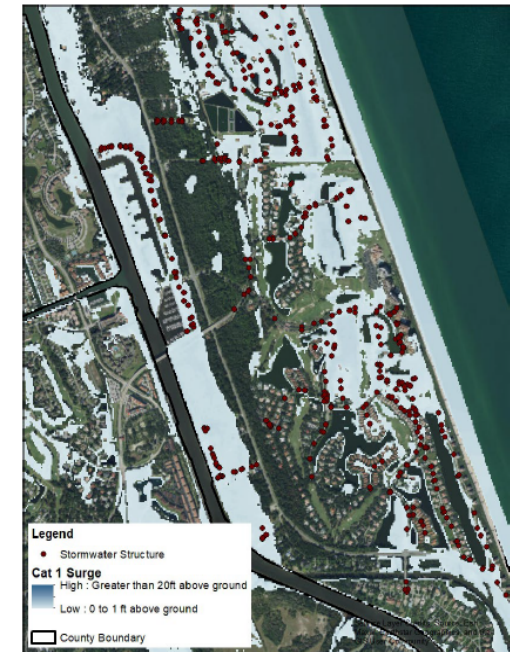 Legend
Stormwater Structure
Cat 1 Surge
High : Greater than 20ft above ground
Low : 0 to 1 ft above ground
County Boundary